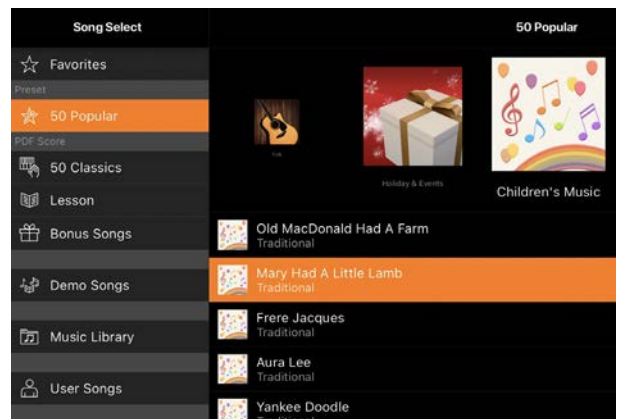 Song Select
50 Popular
Favorites
Preset
50 Popular
PDF Score
50 Classics
Lesson
Bonus Songs
Demo Songs
Music Library
User Songs
Folk
Holiday & Events
Children's Music
Old MacDonald Had A Farm
Traditional
Mary Had A Little Lamb
Traditional
Frere Jacques
Traditional
Aura Lee
Traditional
Yankee Doodle
Traditional